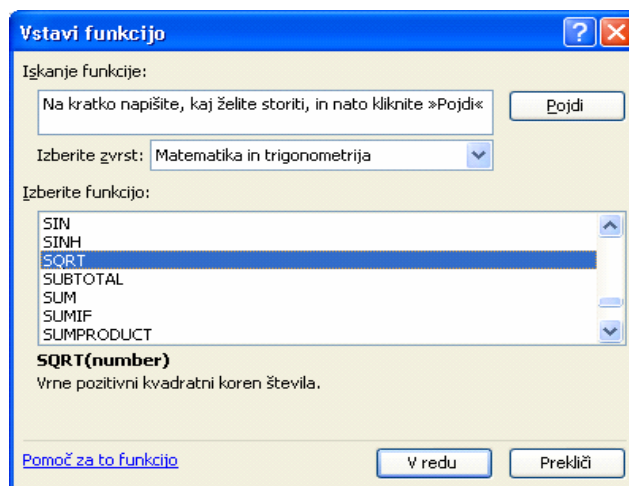 Vstavi funkcijo
Iskanje funkcije:
Na kratko napišite, kaj želite storiti, in nato kliknite »Pojdi«
Pojdi
Izberite zvrst: Matematika in trigonometrija
Izberite funkcijo:
SIN
SINH
SQRT
SUBTOTAL
SUM
SUMIF
SUMPRODUCT
SQRT(number)
Vrne pozitivni kvadratni koren števila.
Pomoč za to funkcijo
V redu
Prekliči